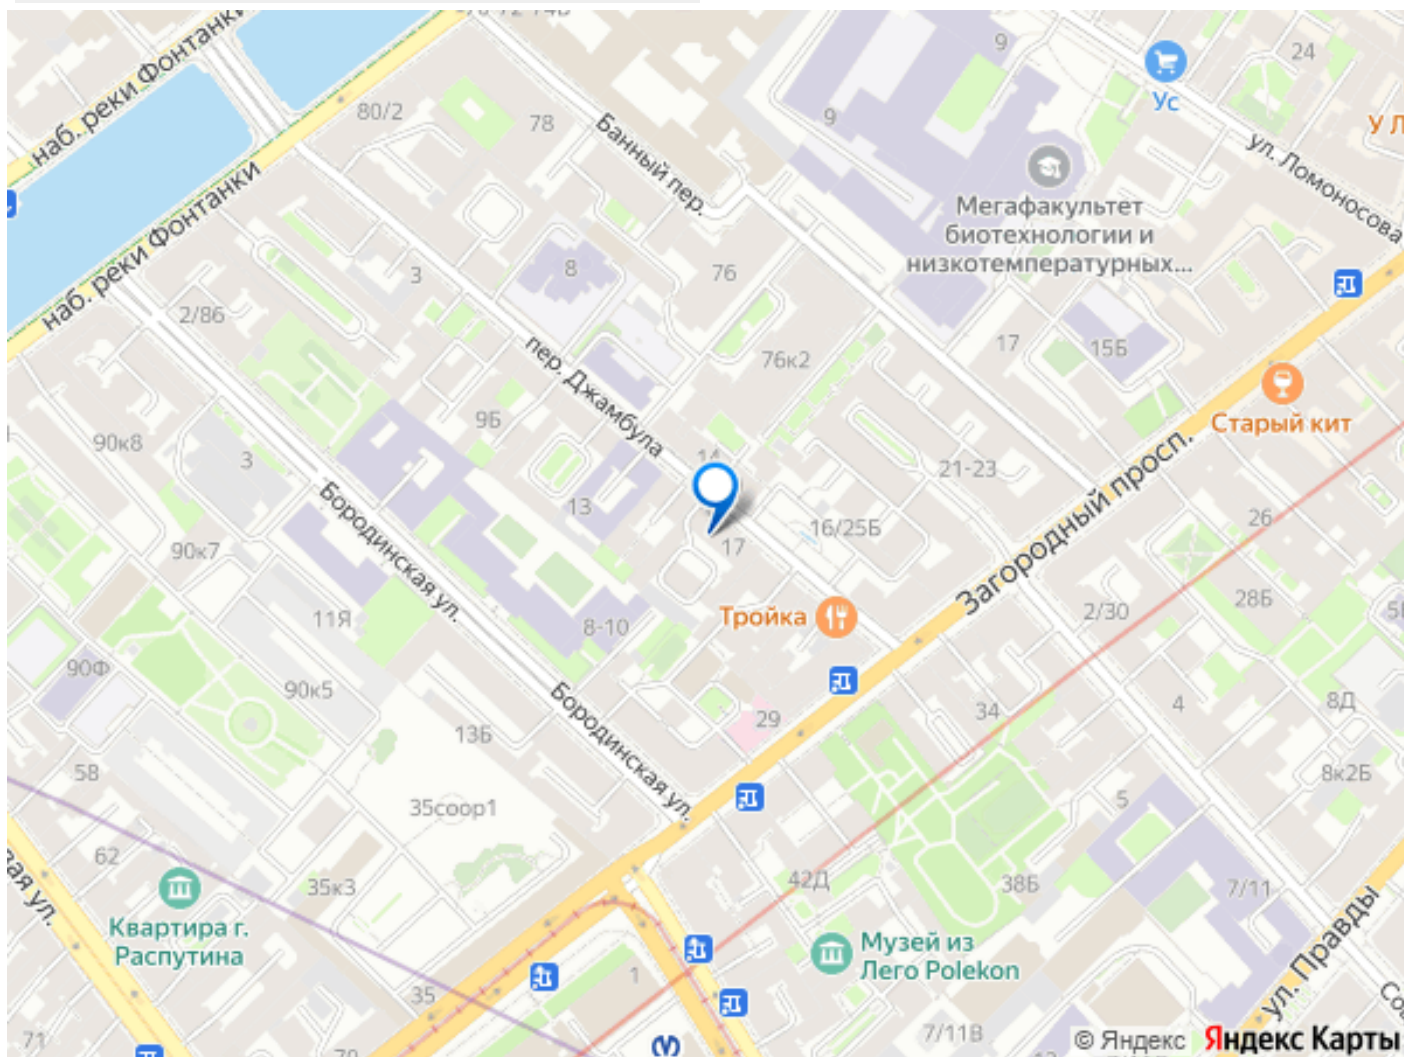 наб. реки Фонтанки
80/2
78
9
24
Ус
У Л
9
Банный пер.
ул. Ломоносова
Мегафакультет
биотехнологии и
низкотемпературных...
наб. реки Фонтанки
3
8
76
2/86
17
15Б
76к2
пер. Джамбула
Старый кит
9Б
90к8
3
14
21-23
Загородный просп.
13
16/25Б
26
17
90к7
Бородинская ул.
11Я
8-10
Тройка
2/30
28Б
90Ф
90к5
29
34
4
8Д
13Б
Бородинская ул.
58
35соор1
8к2Б
5
62
35к3
42Д
38Б
7/11
Квартира г.
Распутина
Музей из
Лего Polekon
ул. Правды
35
1
71
7/11В
© Яндекс Яндекс Карты